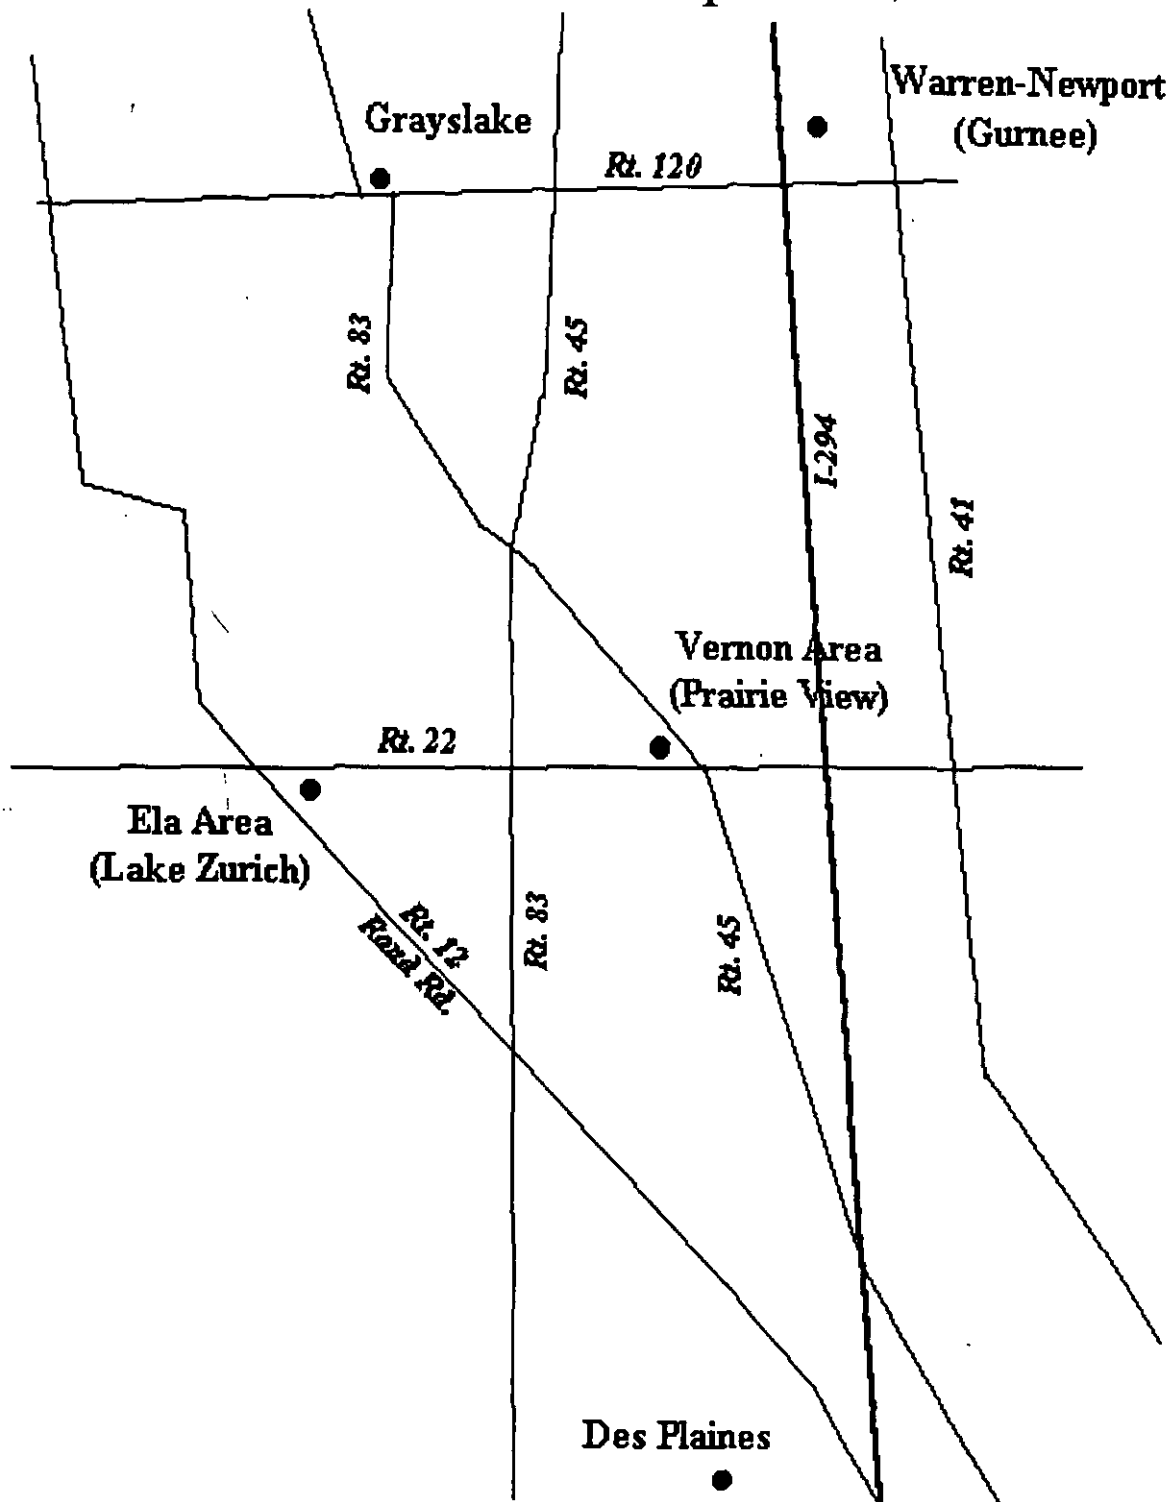 Warren-Newport
(Gurnee)
Grayslake
Rt. 120
Rt. 83
Rt. 45
I-294
Rt. 41
Vernon Area
(Prairie View)
Rt. 22
Ela Area
(Lake Zurich)
Rt. 12
Rand Rd.
Rt. 83
Rt. 45
Des Plaines